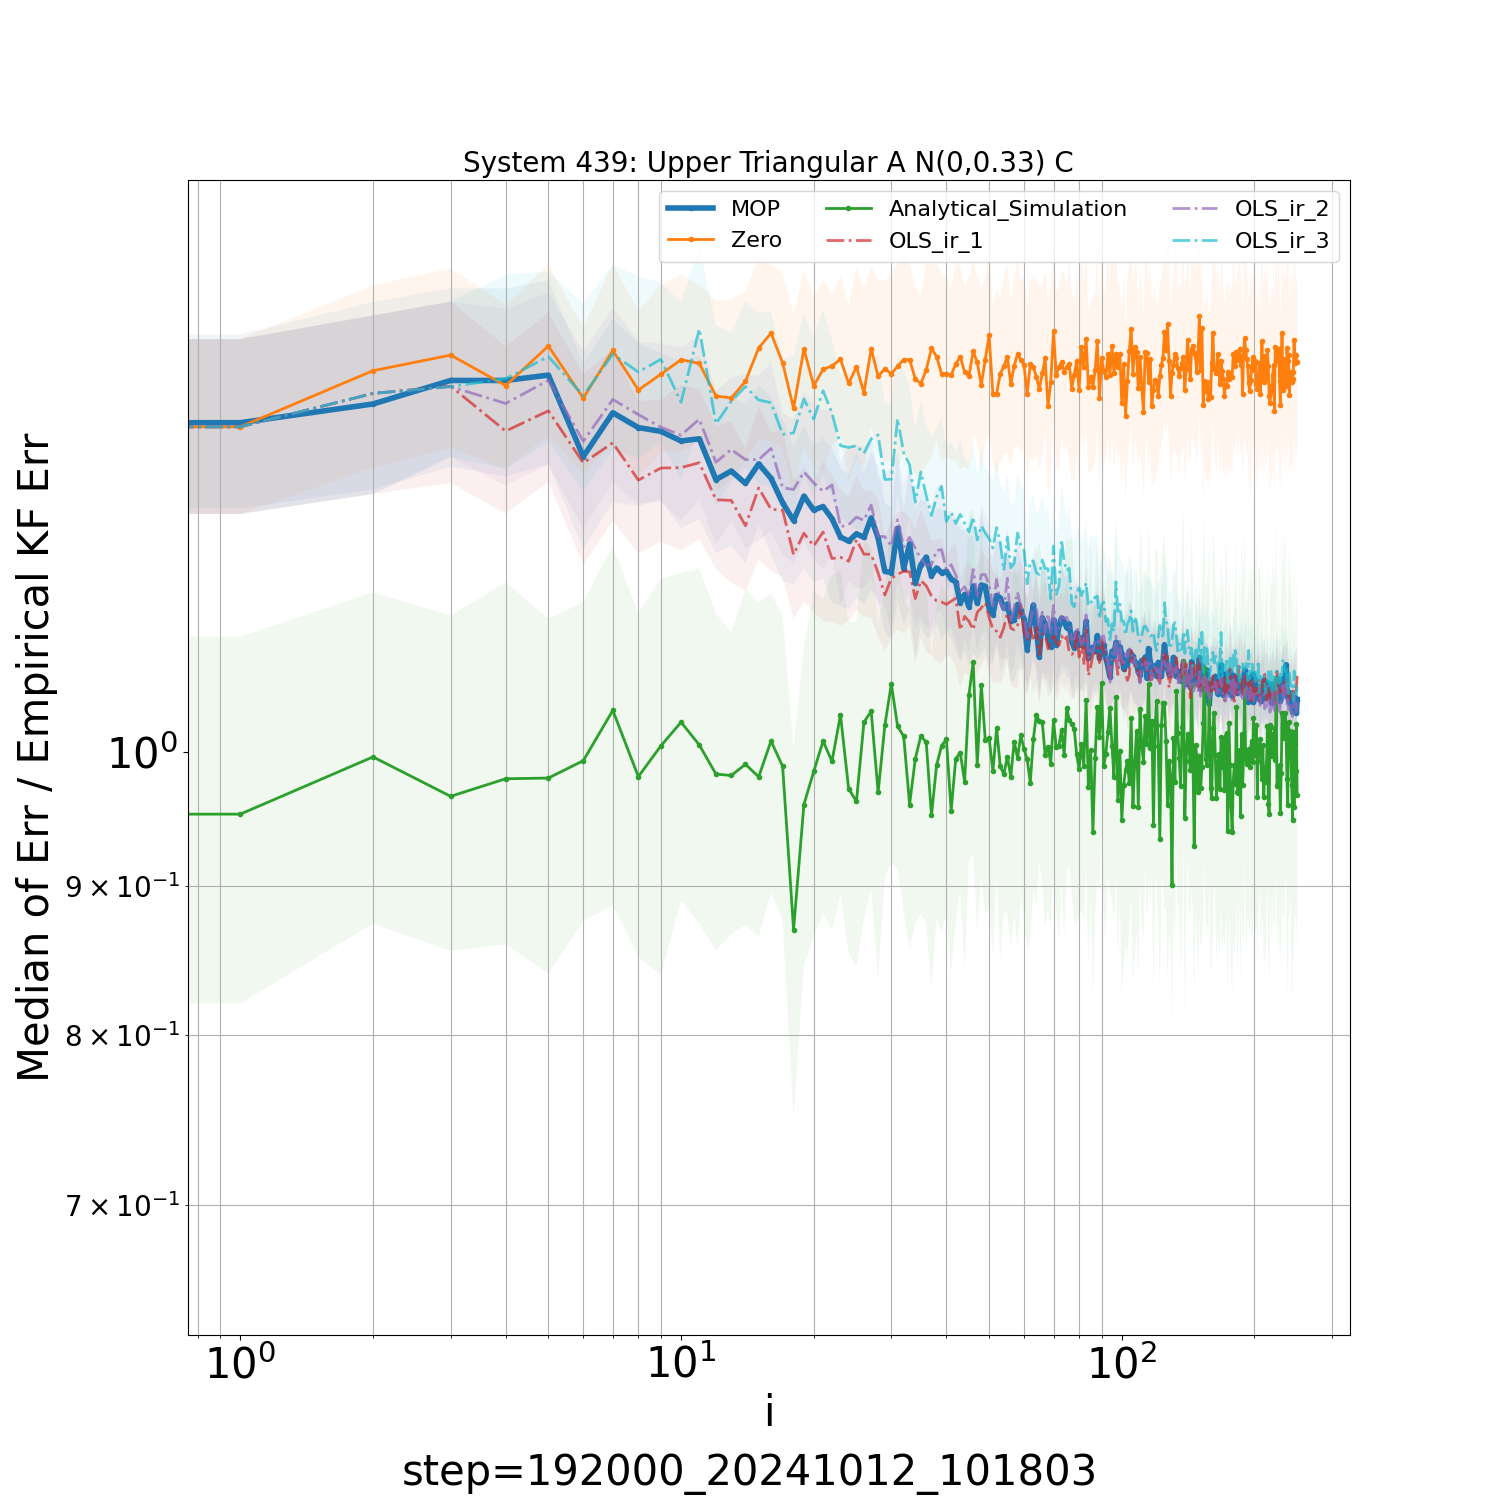 System 439: Upper Triangular A N(0,0.33) C
MOP
Zero
Analytical_Simulation
OLS_ir_1
OLS_ir_2
OLS_ir_3
Median of Err / Empirical KF Err
10⁰
9 × 10⁻¹
8 × 10⁻¹
7 × 10⁻¹
10⁰ 10¹ 10²
i
step=192000_20241012_101803